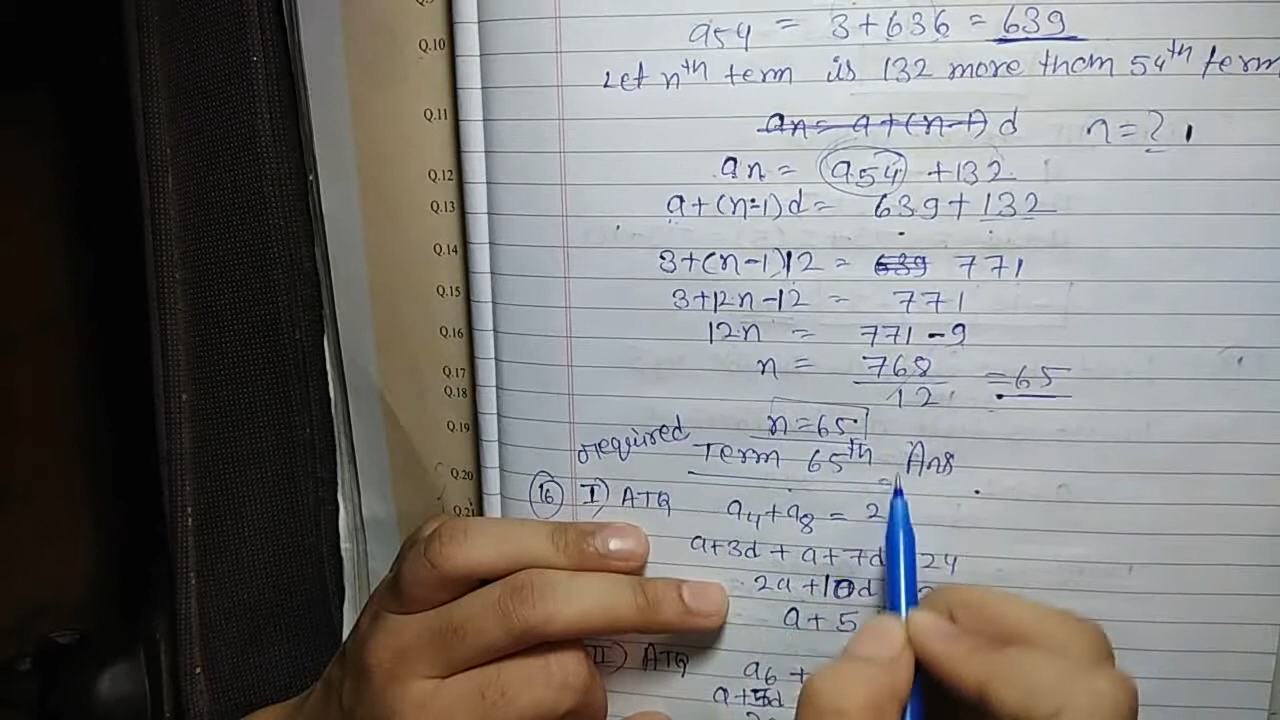 Q.10
Q.11
Q.12
Q.13
Q.14
Q.15
Q.16
Q.17
Q.18
Q.19
Q.20
Q.21
a54 = 3+636 = 639
Let nth term is 132 more than 54th term
an = a+(n-1) d n=?
an = a54 +132
a+(n-1)d = 639+132
3+(n-1)12 = 639 771
3+12n-12 = 771
12n = 771-9
n = 768/12 =65
n=65
required Term 65th Ans
16 I) ATQ a4+a8 = 2
a+3d + a+7d 24
2a +10d
a+5
II) ATQ a6 +
a+5d